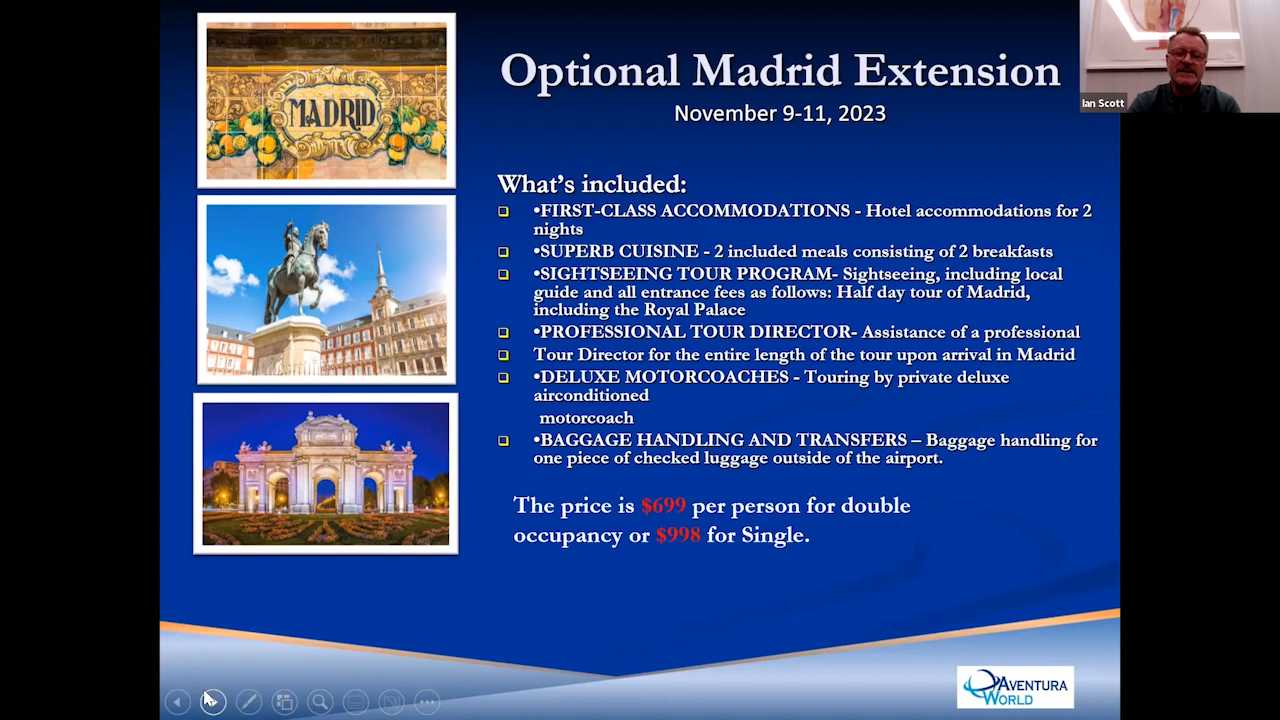 MADRID
Optional Madrid Extension
November 9-11, 2023
Ian Scott
What's included:
•FIRST-CLASS ACCOMMODATIONS - Hotel accommodations for 2
nights
•SUPERB CUISINE - 2 included meals consisting of 2 breakfasts
•SIGHTSEEING TOUR PROGRAM- Sightseeing, including local
guide and all entrance fees as follows: Half day tour of Madrid,
including the Royal Palace
•PROFESSIONAL TOUR DIRECTOR- Assistance of a professional
Tour Director for the entire length of the tour upon arrival in Madrid
•DELUXE MOTORCOACHES - Touring by private deluxe
airconditioned
motorcoach
•BAGGAGE HANDLING AND TRANSFERS – Baggage handling for
one piece of checked luggage outside of the airport.
The price is $699 per person for double
occupancy or $998 for Single.
AVENTURA
WORLD